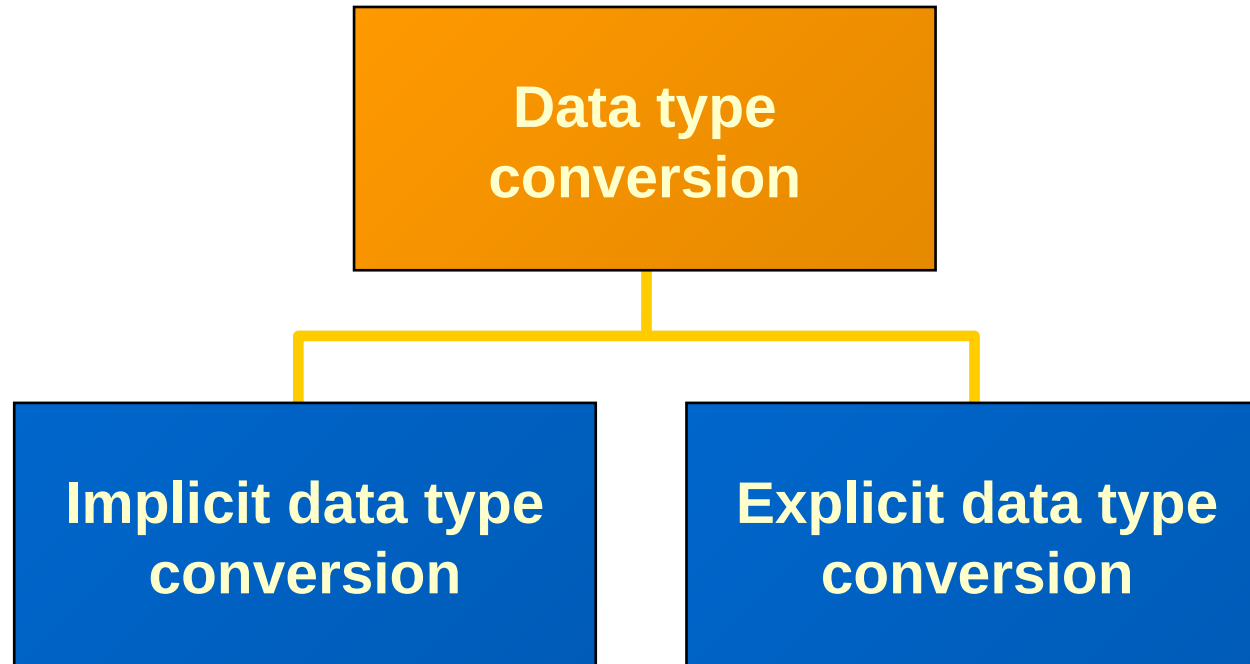 Data type
conversion
Implicit data type
conversion
Explicit data type
conversion